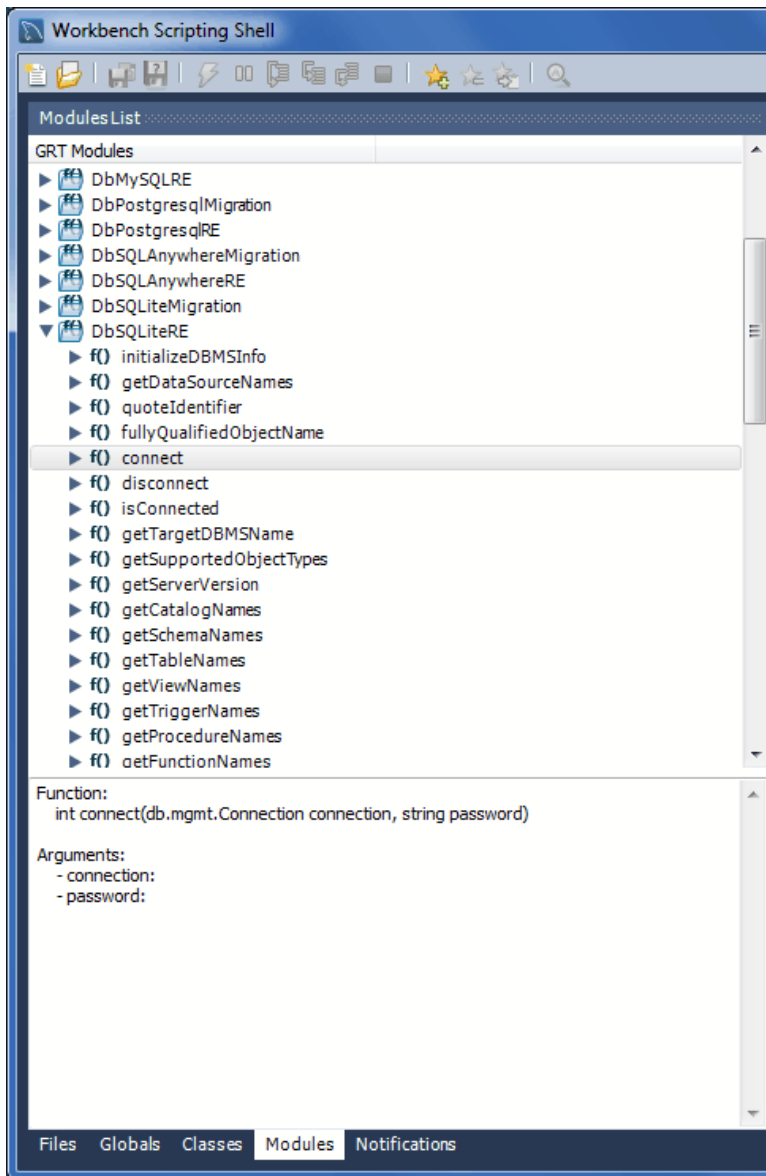 Workbench Scripting Shell
Modules List
GRT Modules
DbMySQLRE
DbPostgresqlMigration
DbPostgresqlRE
DbSQLAnywhereMigration
DbSQLAnywhereRE
DbSQLiteMigration
DbSQLiteRE
f() initializeDBMSInfo
f() getDataSourceNames
f() quoteIdentifier
f() fullyQualifiedObjectName
f() connect
f() disconnect
f() isConnected
f() getTargetDBMSName
f() getSupportedObjectTypes
f() getServerVersion
f() getCatalogNames
f() getSchemaNames
f() getTableNames
f() getViewNames
f() getTriggerNames
f() getProcedureNames
f() getFunctionNames
Function:
int connect(db.mgmt.Connection connection, string password)
Arguments:
- connection:
- password:
Files Globals Classes Modules Notifications